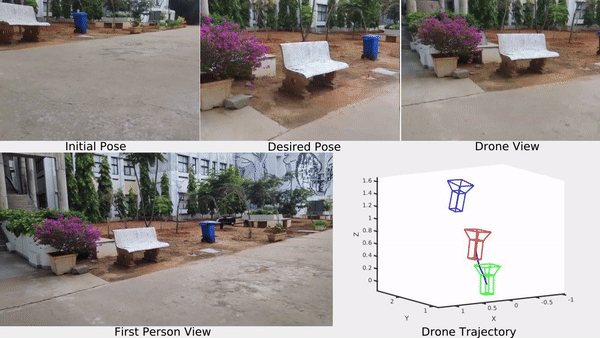 Initial Pose
Desired Pose
Drone View
First Person View
1.6
1.4
1.2
1
0.8
0.6
0.4
0.2
0
Z
2
1
Y
1
0.5
0
-0.5
-1
X
Drone Trajectory